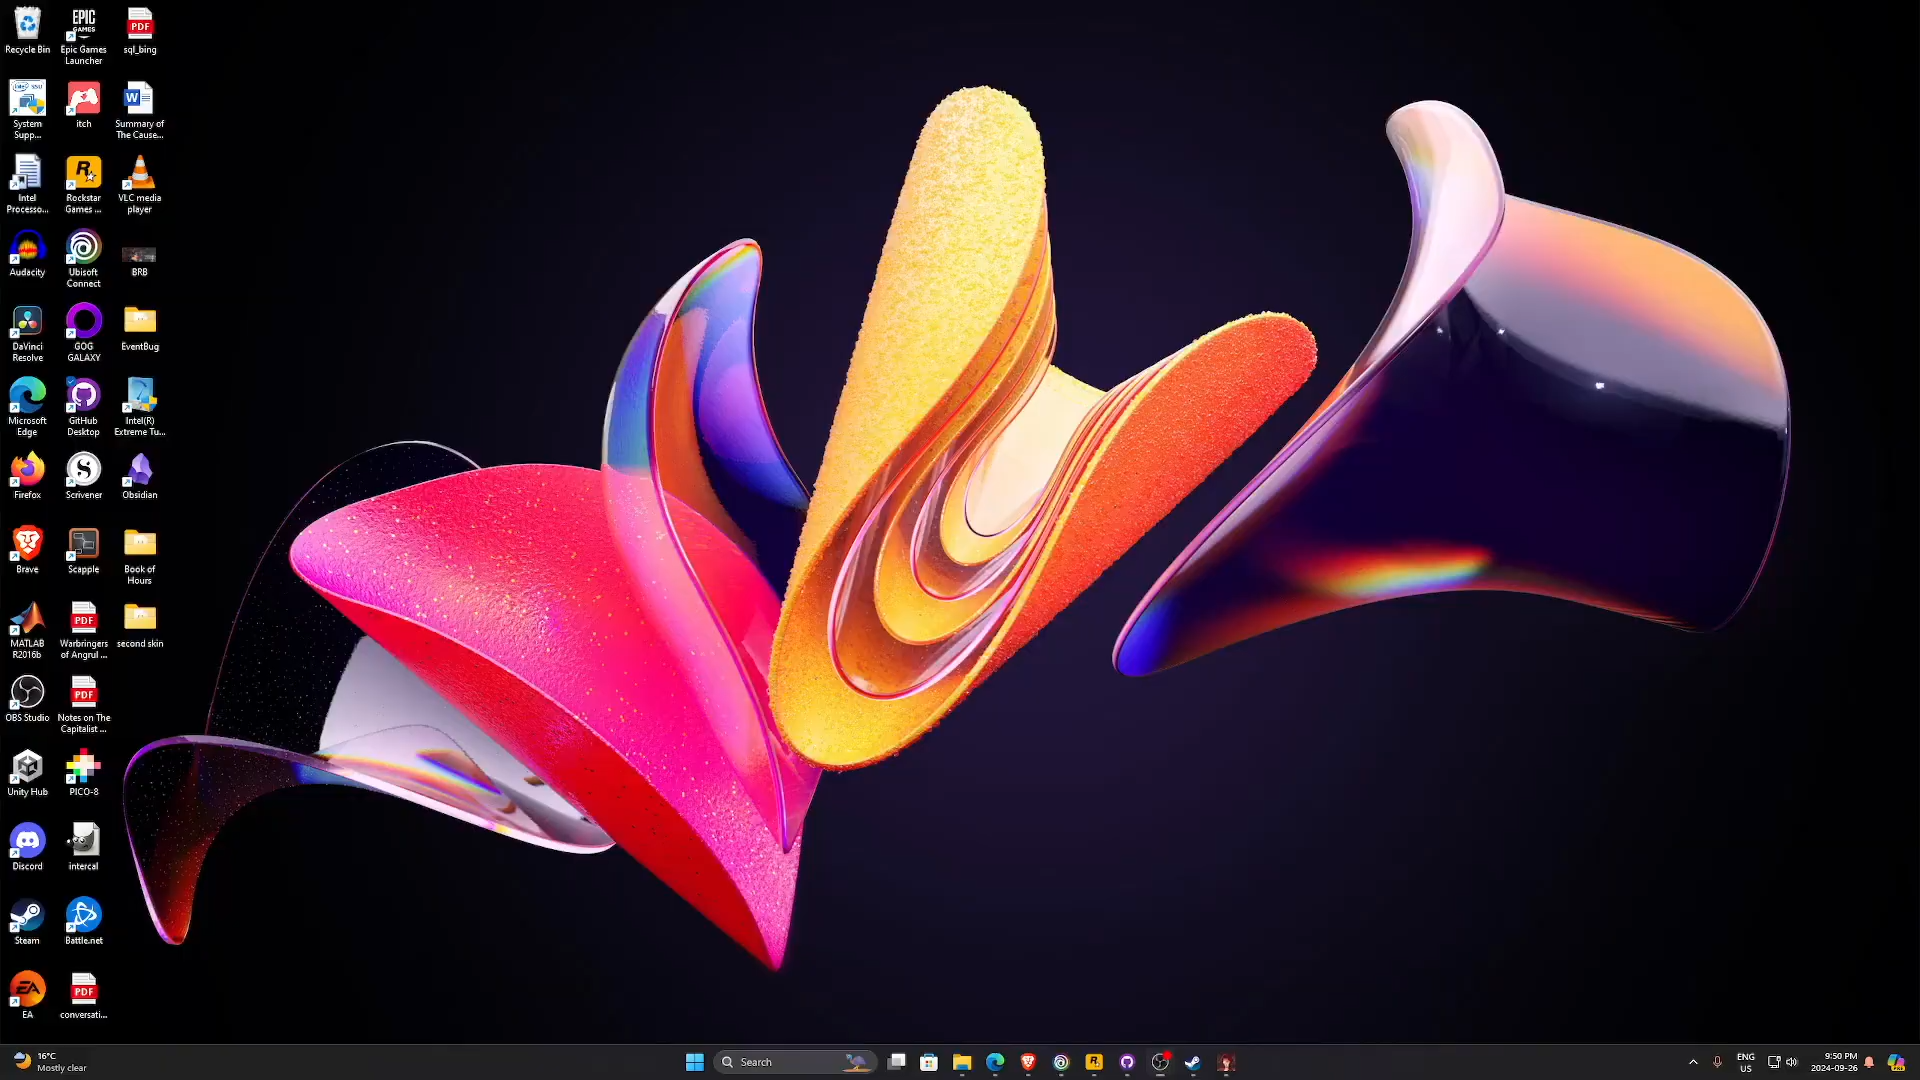 Recycle Bin
EPIC
GAMES
Epic Games
Launcher
PDF
sql_bing
intel SSU
System
Supp...
itch
W
Summary of
The Cause...
Intel
Processo...
R
Rockstar
Games ...
VLC media
player
Audacity
Ubisoft
Connect
BRB
DaVinci
Resolve
GOG
GALAXY
EventBug
Microsoft
Edge
GitHub
Desktop
Intel(R)
Extreme Tu...
Firefox
S
Scrivener
Obsidian
Brave
Scapple
Book of
Hours
MATLAB
R2016b
PDF
Warbringers
of Angrul ...
second skin
OBS Studio
PDF
Notes on The
Capitalist ...
Unity Hub
PICO-8
Discord
intercal
Steam
Battle.net
EA
EA
PDF
conversati...
16°C
Mostly clear
Search
R
ENG
US
9:50 PM
2024-09-26